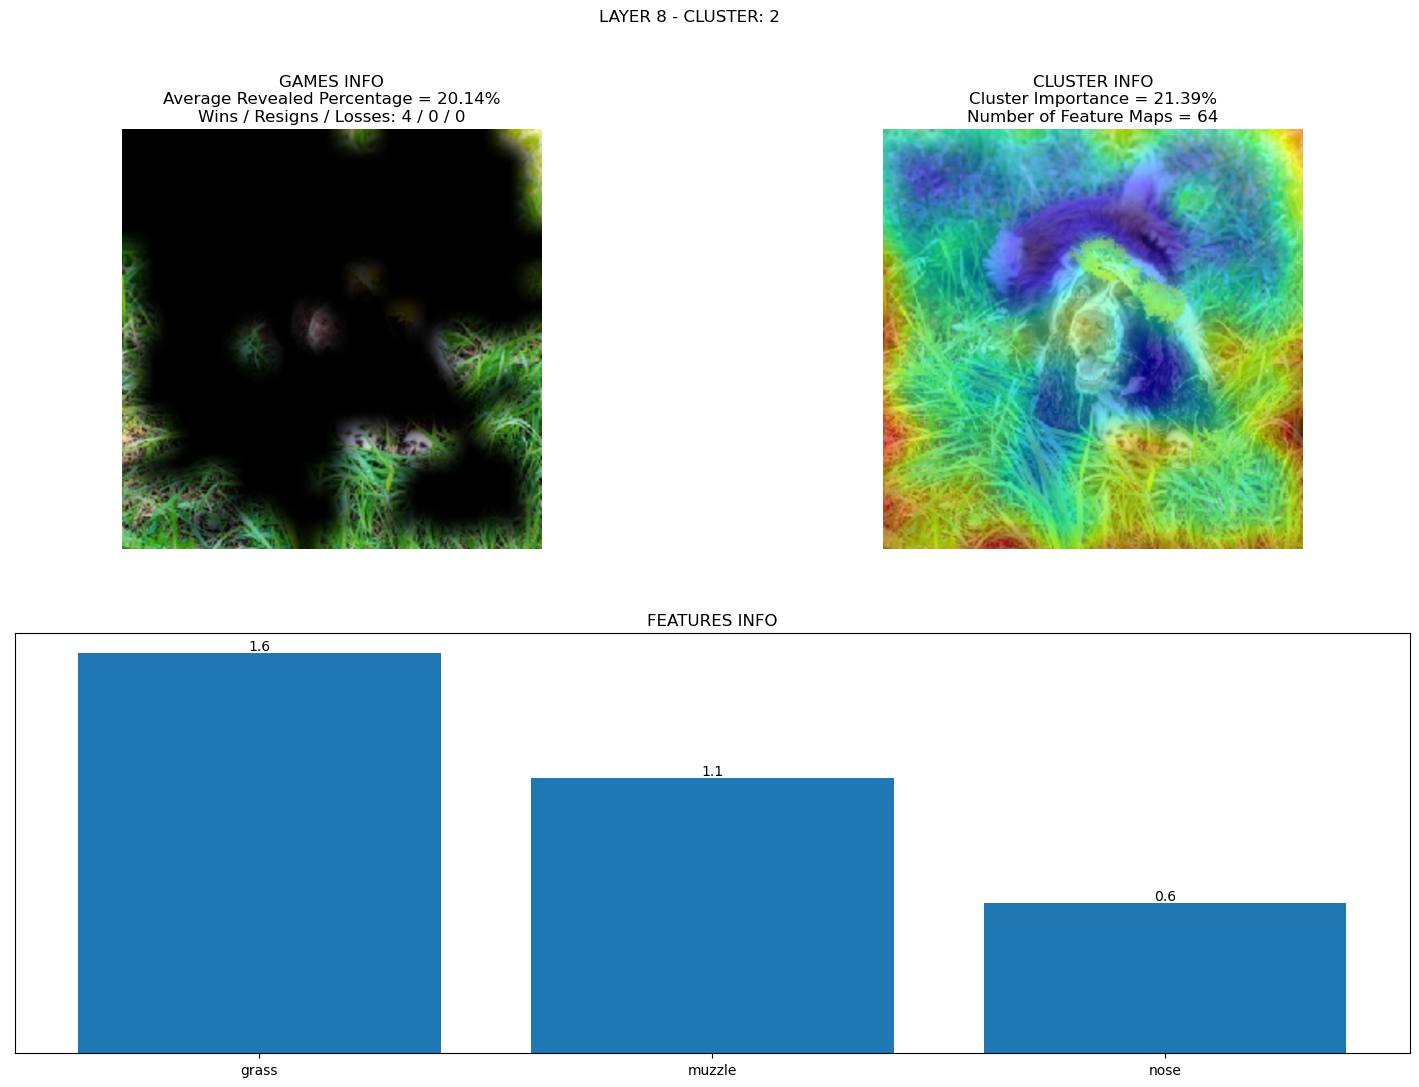 LAYER 8 - CLUSTER: 2
GAMES INFO
Average Revealed Percentage = 20.14%
Wins / Resigns / Losses: 4 / 0 / 0
CLUSTER INFO
Cluster Importance = 21.39%
Number of Feature Maps = 64
FEATURES INFO
1.6
1.1
0.6
grass
muzzle
nose